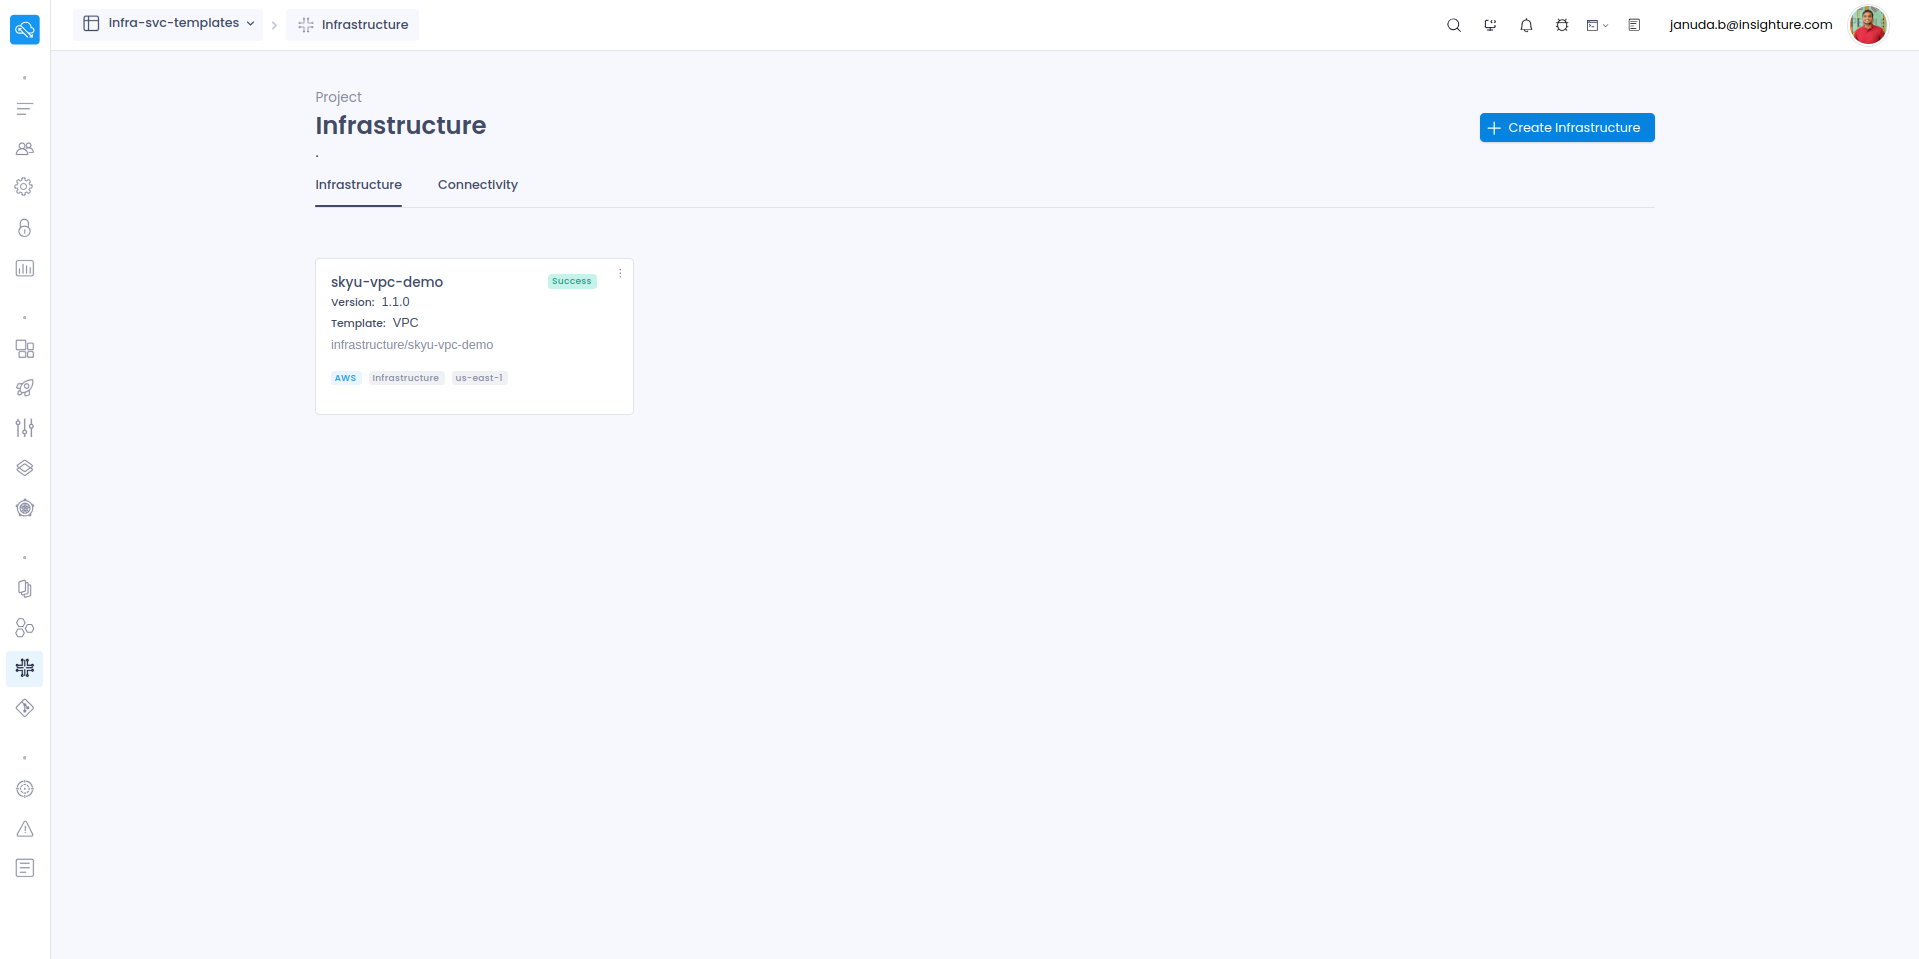 infra-svc-templates
Infrastructure
januda.b@insighture.com
Project
Infrastructure
.
Create Infrastructure
Infrastructure Connectivity
skyu-vpc-demo Success
Version: 1.1.0
Template: VPC
infrastructure/skyu-vpc-demo
AWS Infrastructure us-east-1